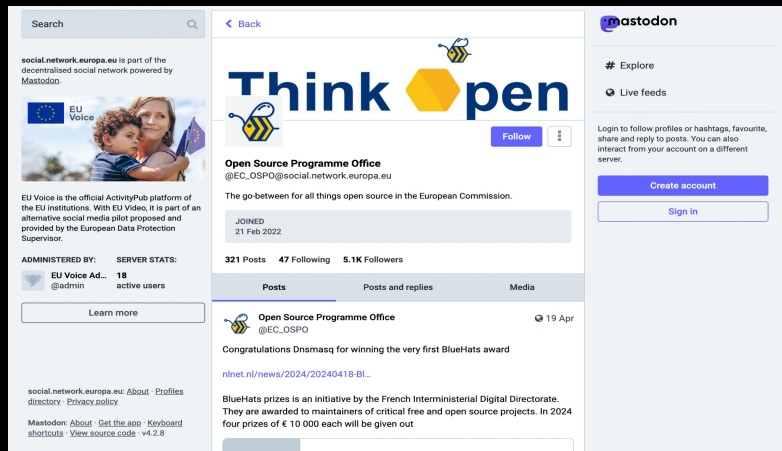 Search
social.network.europa.eu is part of the
decentralised social network powered by
Mastodon.
EU
Voice
EU Voice is the official ActivityPub platform of
the EU institutions. With EU Video, it is part of an
alternative social media pilot proposed and
provided by the European Data Protection
Supervisor.
ADMINISTERED BY:
SERVER STATS:
EU Voice Ad...
@admin
18
active users
Learn more
social.network.europa.eu: About · Profiles
directory · Privacy policy
Mastodon: About · Get the app · Keyboard
shortcuts · View source code · v4.2.8
Back
Think Open
Follow
Open Source Programme Office
@EC_OSPO@social.network.europa.eu
The go-between for all things open source in the European Commission.
JOINED
21 Feb 2022
321 Posts 47 Following 5.1K Followers
Posts
Posts and replies
Media
Open Source Programme Office
19 Apr
@EC_OSPO
Congratulations Dnsmasq for winning the very first BlueHats award
nlnet.nl/news/2024/20240418-Bl...
BlueHats prizes is an initiative by the French Interministerial Digital Directorate.
They are awarded to maintainers of critical free and open source projects. In 2024
four prizes of € 10 000 each will be given out
mastodon
# Explore
Live feeds
Login to follow profiles or hashtags, favourite,
share and reply to posts. You can also
interact from your account on a different
server.
Create account
Sign in